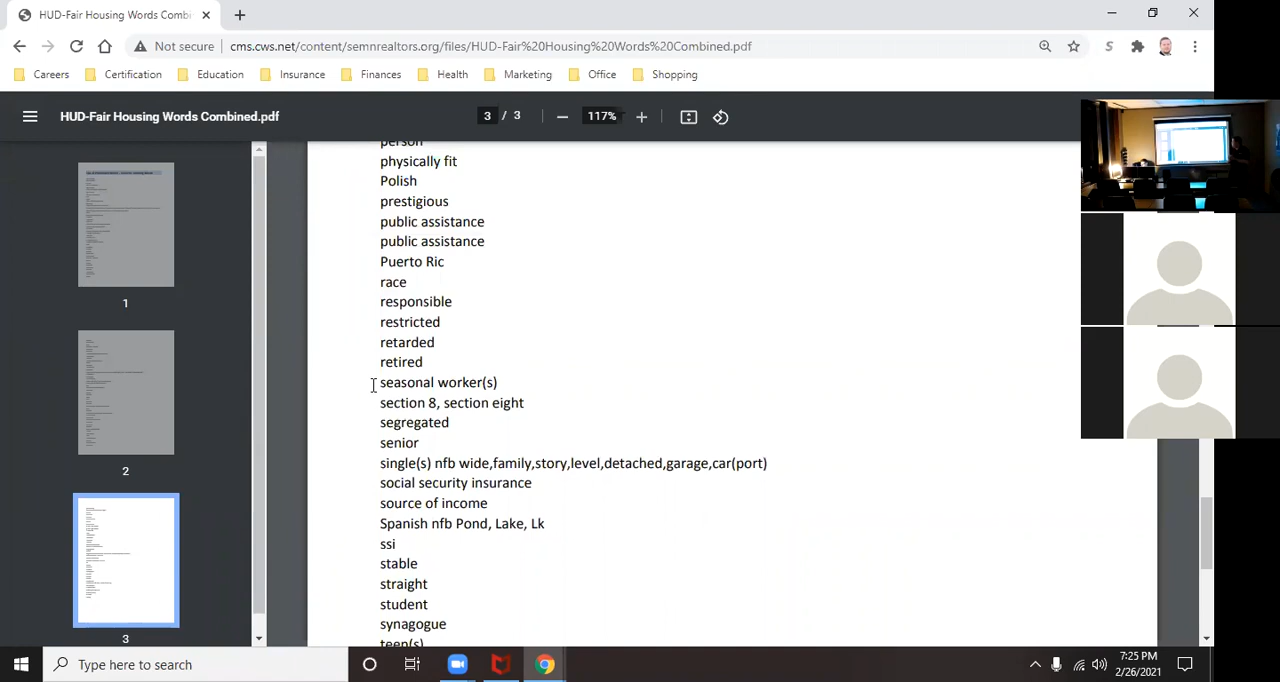 HUD-Fair Housing Words Combi
Not secure
cms.cws.net/content/semnrealtors.org/files/HUD-Fair%20Housing%20Words%20Combined.pdf
Careers Certification Education Insurance Finances Health Marketing Office Shopping
HUD-Fair Housing Words Combined.pdf
3 / 3
117%
person
physically fit
Polish
prestigious
public assistance
public assistance
Puerto Ric
race
responsible
restricted
retarded
retired
seasonal worker(s)
section 8, section eight
segregated
senior
single(s) nfb wide,family,story,level,detached,garage,car(port)
social security insurance
source of income
Spanish nfb Pond, Lake, Lk
ssi
stable
straight
student
synagogue
teen(s)
1
2
3
Type here to search
7:25 PM
2/26/2021